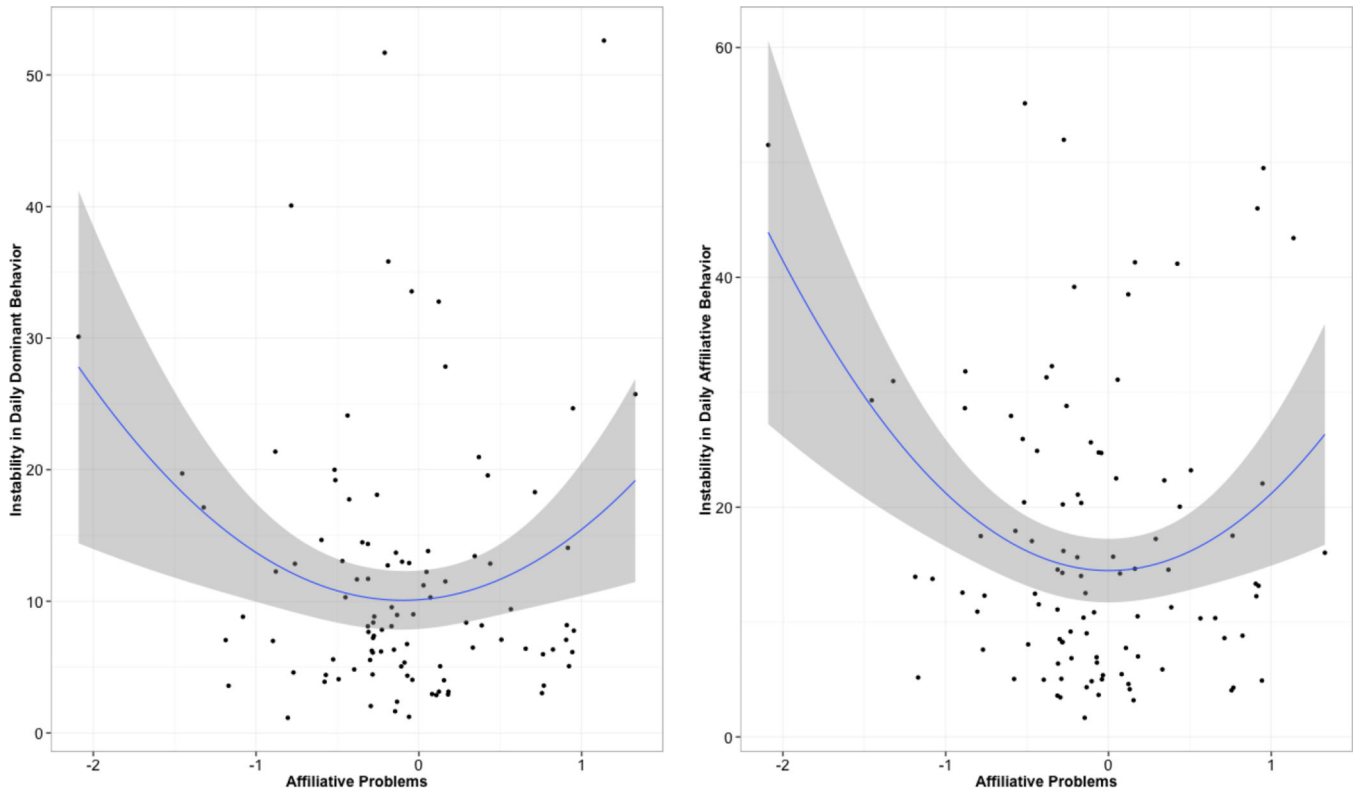 Instability in Daily Dominant Behavior
50
40
30
20
10
0
-2 -1 0 1
Affiliative Problems
Instability in Daily Affiliative Behavior
60
40
20
0
-2 -1 0 1
Affiliative Problems